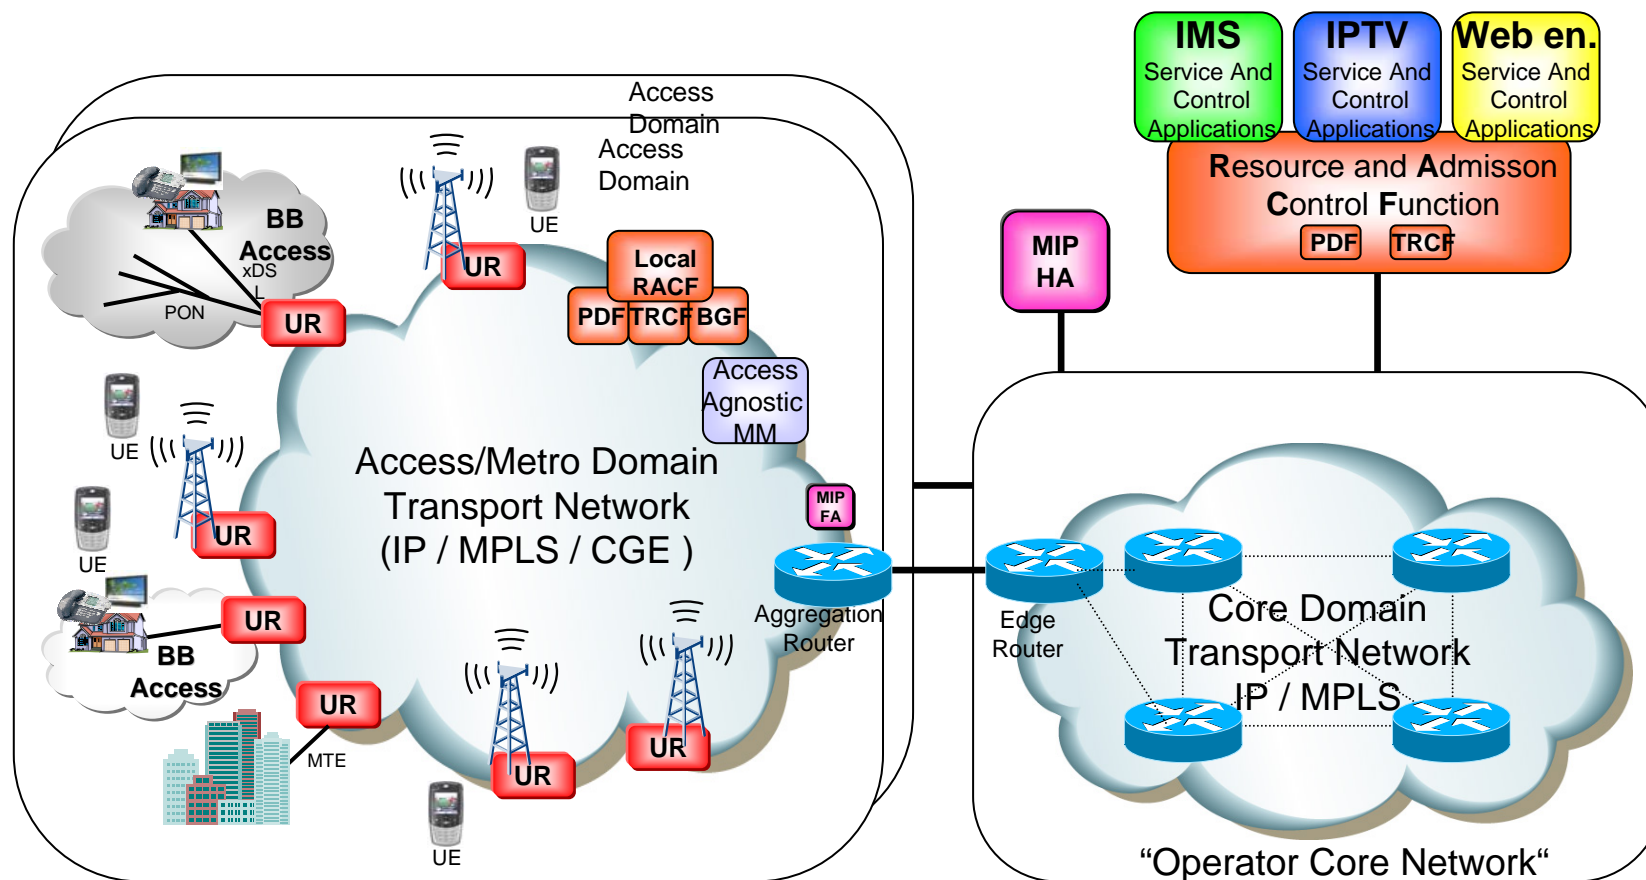 IMS
Service And
Control
Applications
IPTV
Service And
Control
Applications
Web en.
Service And
Control
Applications
Resource and Admisson
Control Function
PDF
TRCF
MIP
HA
Access
Domain
Access
Domain
UE
BB
Access
xDS
L
PON
UR
UR
Local
RACF
PDF
TRCF
BGF
Access
Agnostic
MM
UE
UR
UE
Access/Metro Domain
Transport Network
(IP / MPLS / CGE )
MIP
FA
Aggregation
Router
Edge
Router
Core Domain
Transport Network
IP / MPLS
UR
BB
Access
UR
MTE
UR
UR
UE
“Operator Core Network“